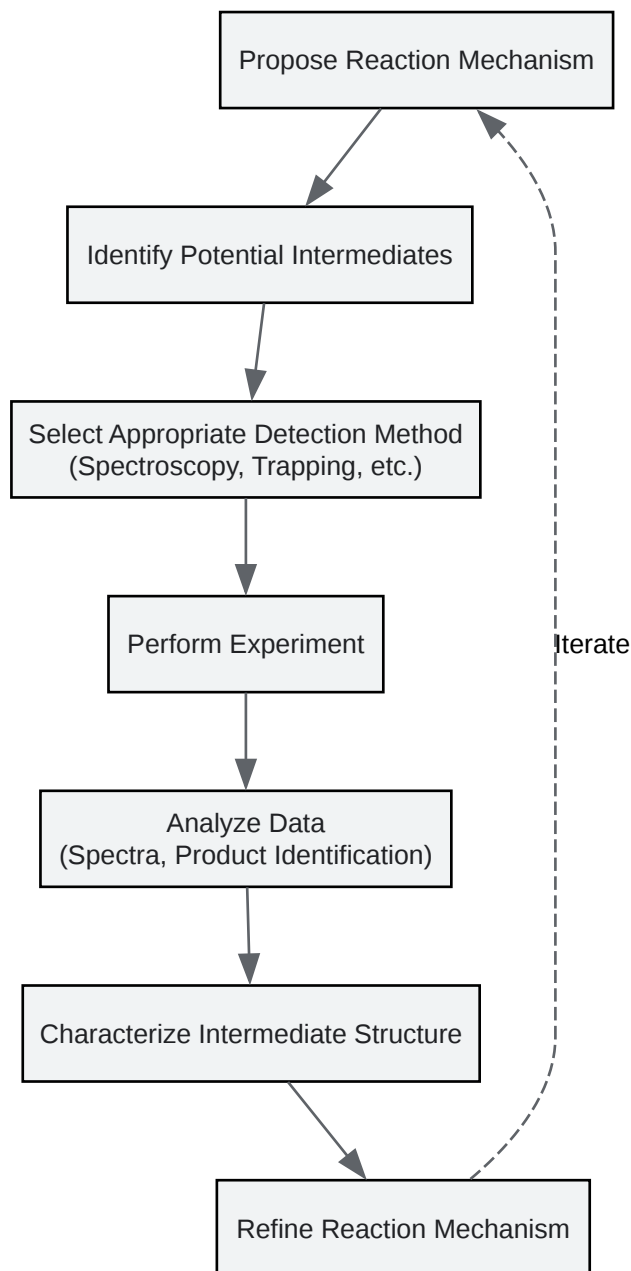 Propose Reaction Mechanism
Identify Potential Intermediates
Select Appropriate Detection Method
(Spectroscopy, Trapping, etc.)
Perform Experiment
Iterate
Analyze Data
(Spectra, Product Identification)
Characterize Intermediate Structure
Refine Reaction Mechanism